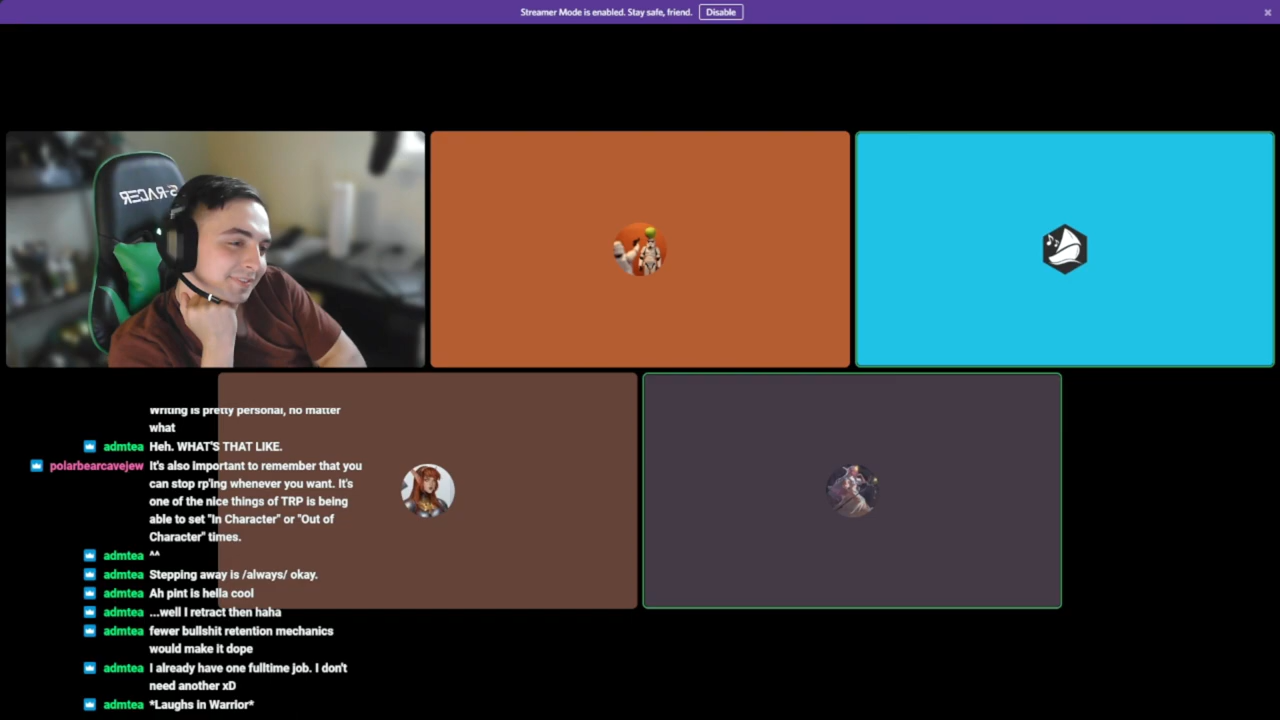 Streamer Mode is enabled. Stay safe, friend. Disable
S-RACER
Writing is pretty personal, no matter
what
admtea Heh. WHAT'S THAT LIKE.
polarbearcavejew It's also important to remember that you
can stop rp'ing whenever you want. It's
one of the nice things of TRP is being
able to set "In Character" or "Out of
Character" times.
admtea ^^
admtea Stepping away is /always/ okay.
admtea Ah pint is hella cool
admtea ...well I retract then haha
admtea fewer bullshit retention mechanics
would make it dope
admtea I already have one fulltime job. I don't
need another xD
admtea *Laughs in Warrior*